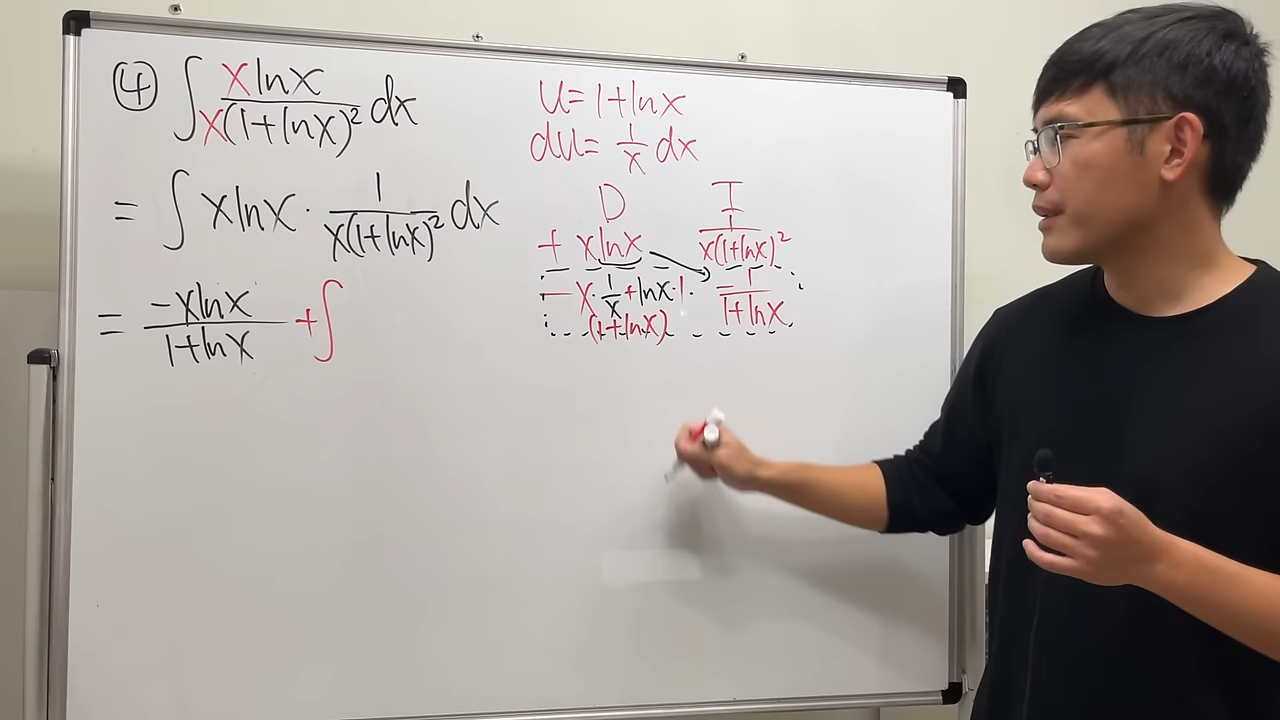 ④ ∫ x ln x / x(1+ln x)² dx
= ∫ x ln x · 1 / x(1+ln x)² dx
= -x ln x / 1+ln x + ∫
u = 1+ln x
du = 1/x dx
D I
+ x ln x 1 / x(1+ln x)²
- x · 1/x + ln x · 1 · -1 / 1+ln x
(1+ln x)